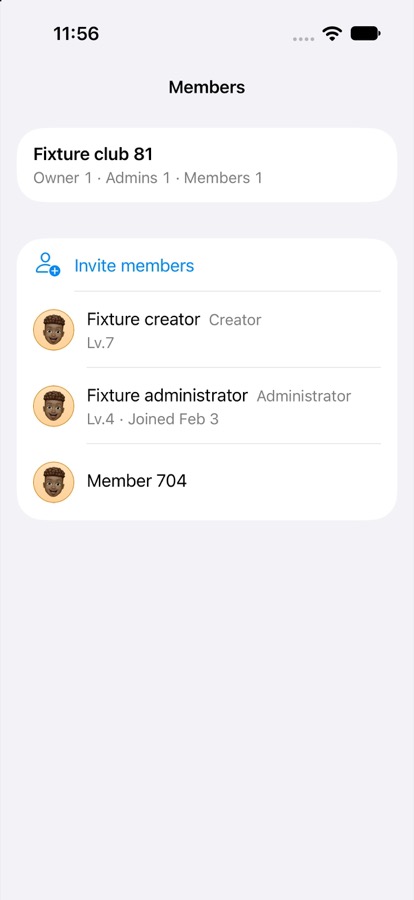 11:56
Members
Fixture club 81
Owner 1 · Admins 1 · Members 1
Invite members
Fixture creator Creator
Lv.7
Fixture administrator Administrator
Lv.4 · Joined Feb 3
Member 704